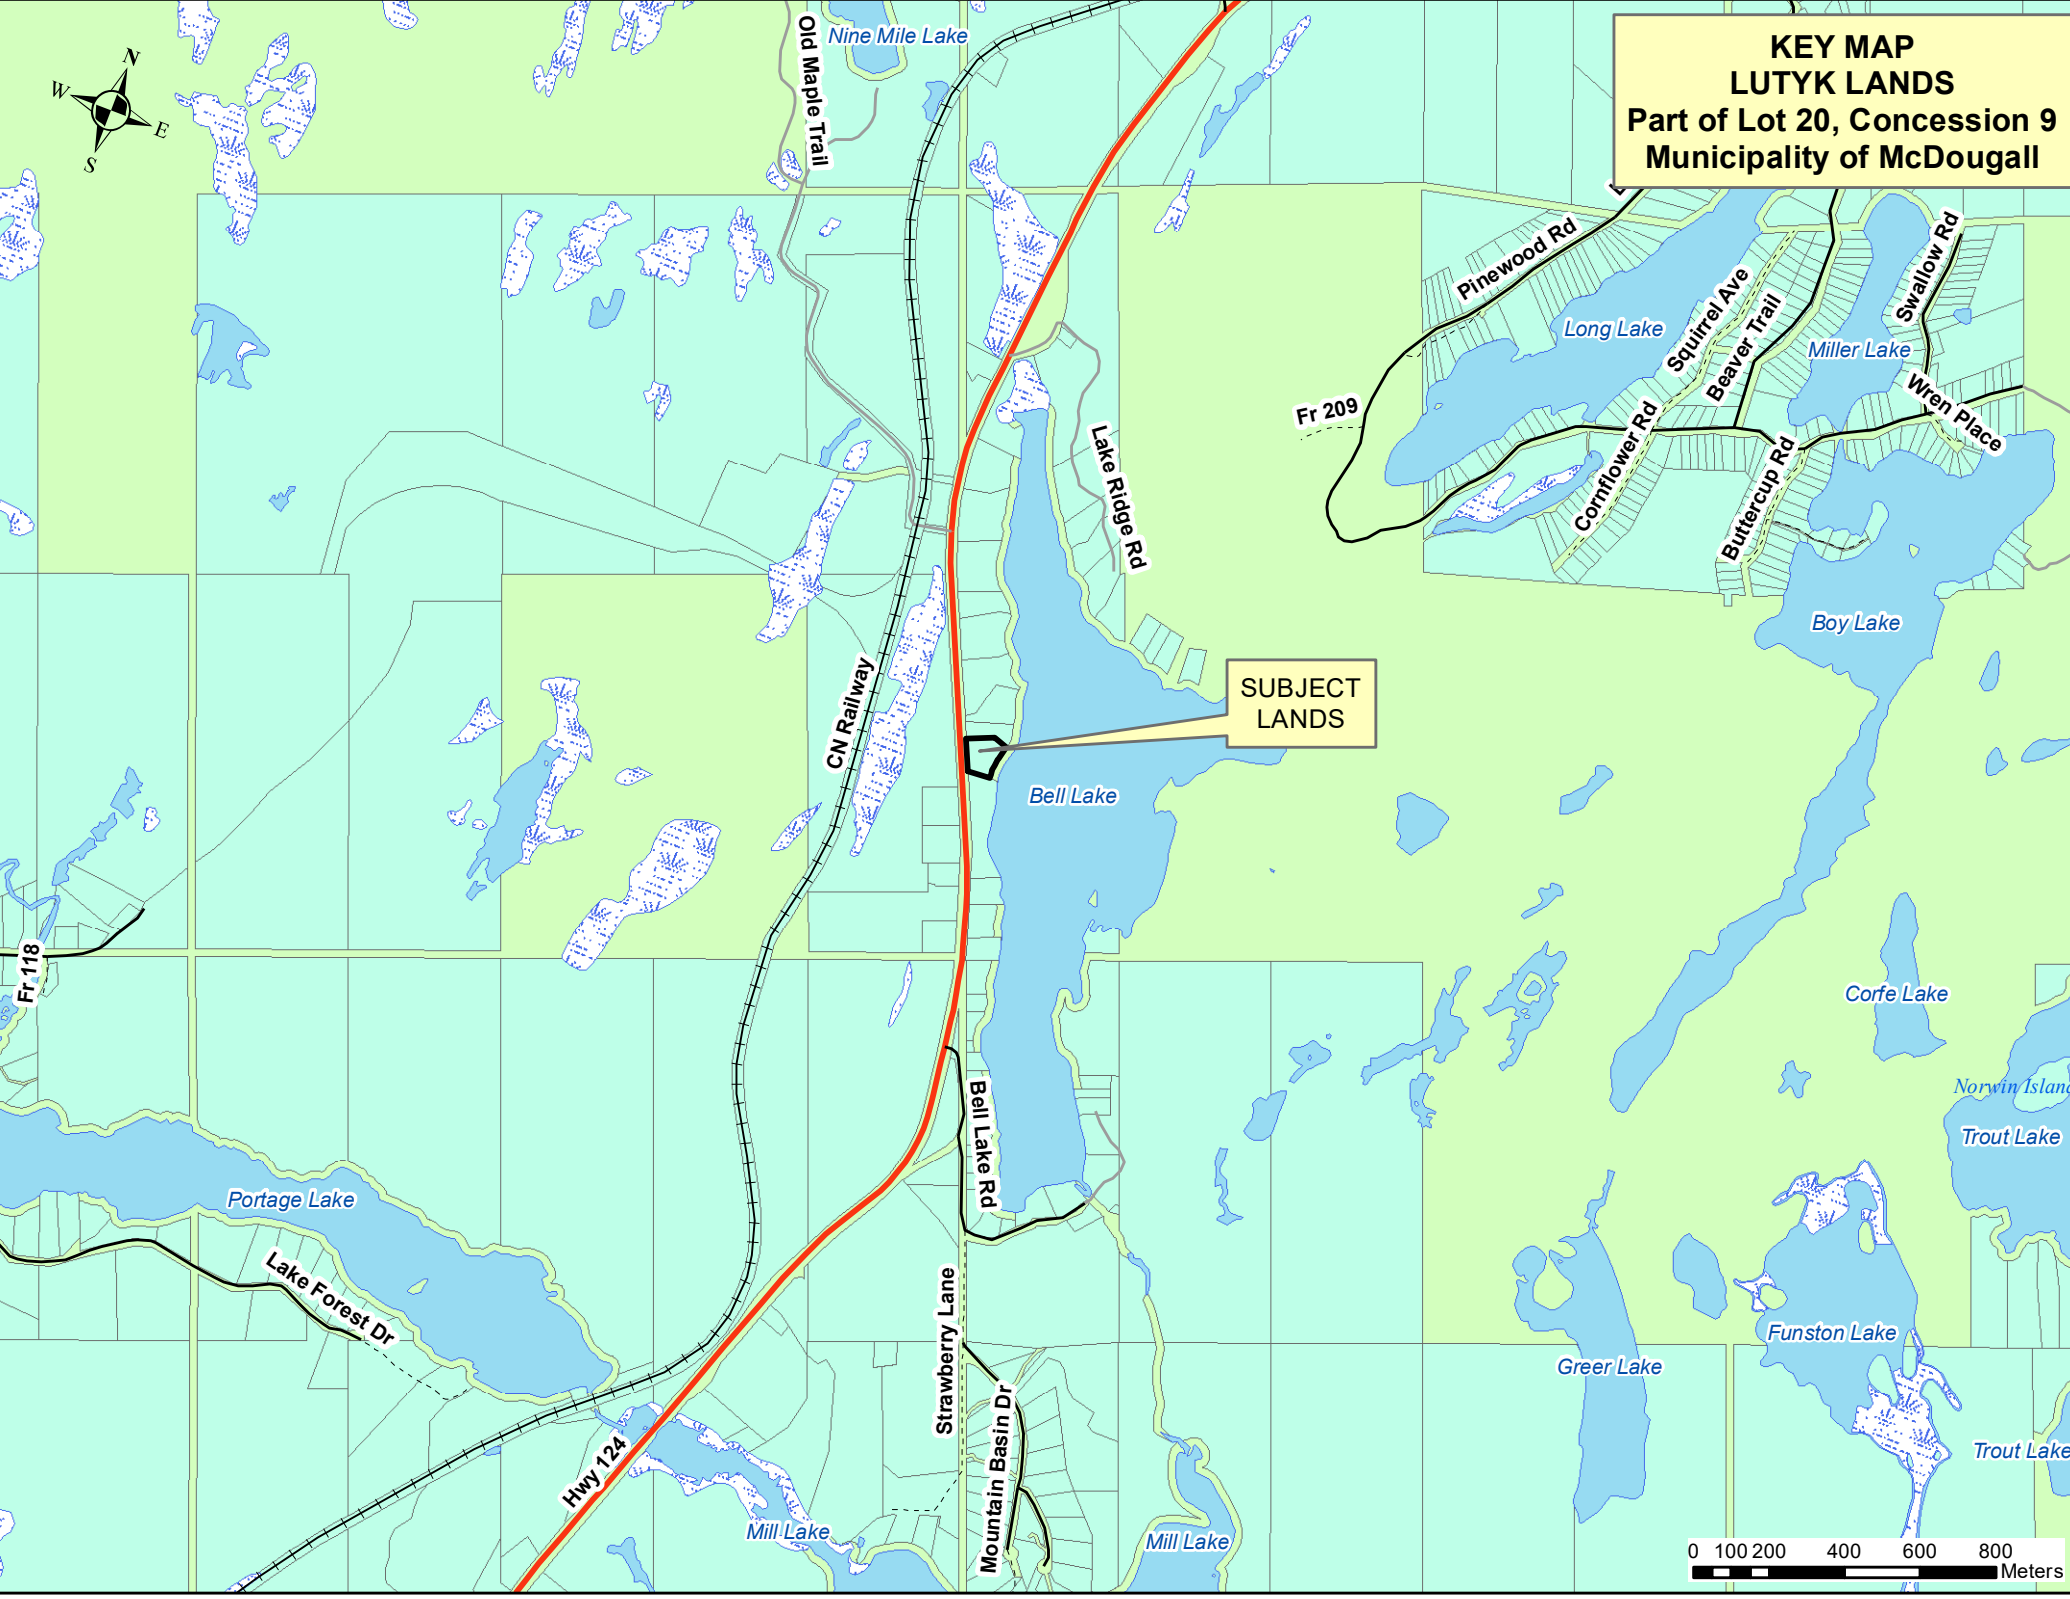 KEY MAP
LUTYK LANDS
Part of Lot 20, Concession 9
Municipality of McDougall
N
W
E
S
Old Maple Trail
Nine Mile Lake
Pinewood Rd
Long Lake
Squirrel Ave
Beaver Trail
Swallow Rd
Miller Lake
Wren Place
Fr 209
Cornflower Rd
Buttercup Rd
Lake Ridge Rd
Boy Lake
CN Railway
SUBJECT
LANDS
Bell Lake
Fr 118
Corfe Lake
Norwin Islan
Trout Lake
Bell Lake Rd
Portage Lake
Lake Forest Dr
Strawberry Lane
Mountain Basin Dr
Funston Lake
Greer Lake
Hwy 124
Trout Lake
Mill Lake
Mill Lake
0 100 200 400 600 800
Meters